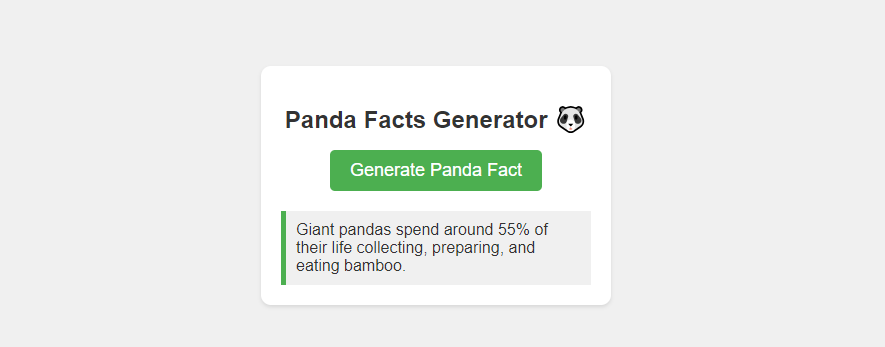 Panda Facts Generator 🐼
Generate Panda Fact
Giant pandas spend around 55% of
their life collecting, preparing, and
eating bamboo.